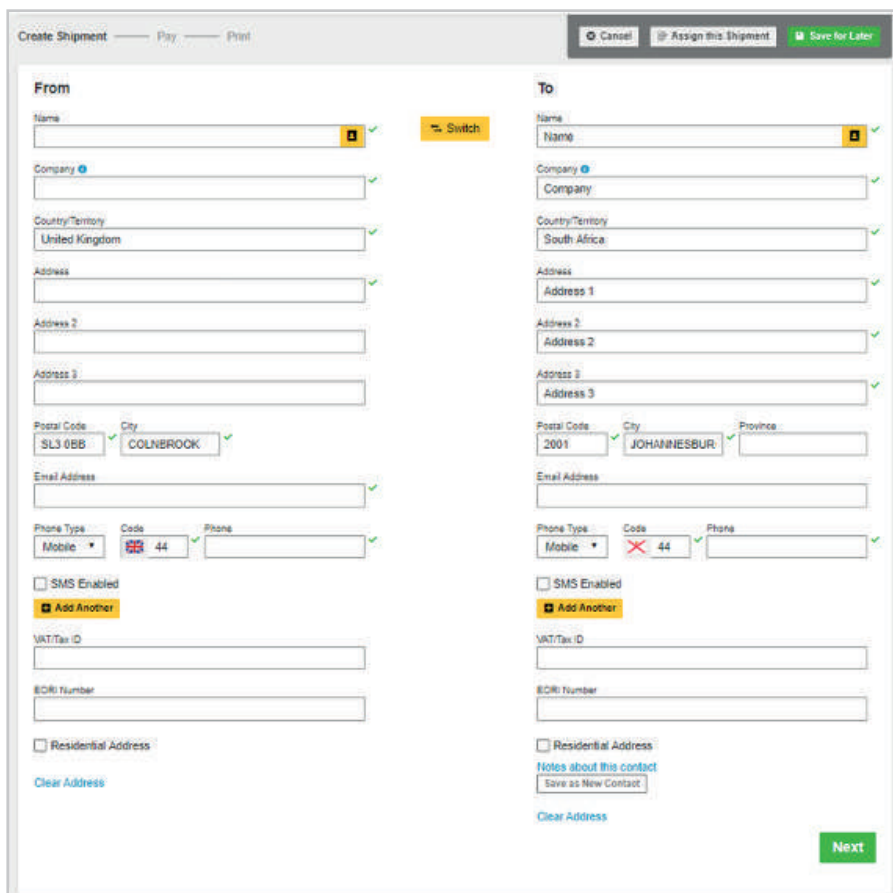 Create Shipment Pay Print
Cancel Assign this Shipment Save for Later
From
Name
Company
Country/Territory
United Kingdom
Address
Address 2
Address 3
Postal Code City
SL3 0BB COLNBROOK
Email Address
Phone Type Code Phone
Mobile 44
SMS Enabled
Add Another
VAT/Tax ID
EORI Number
Residential Address
Clear Address
Switch
To
Name
Name
Company
Company
Country/Territory
South Africa
Address
Address 1
Address 2
Address 2
Address 3
Address 3
Postal Code City Province
2001 JOHANNESBUR
Email Address
Phone Type Code Phone
Mobile 44
SMS Enabled
Add Another
VAT/Tax ID
EORI Number
Residential Address
Notes about this contact
Save as New Contact
Clear Address
Next